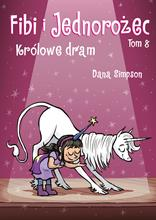 Fibi i Jednorożec
Królowe dram
Tom 8
Dana Simpson